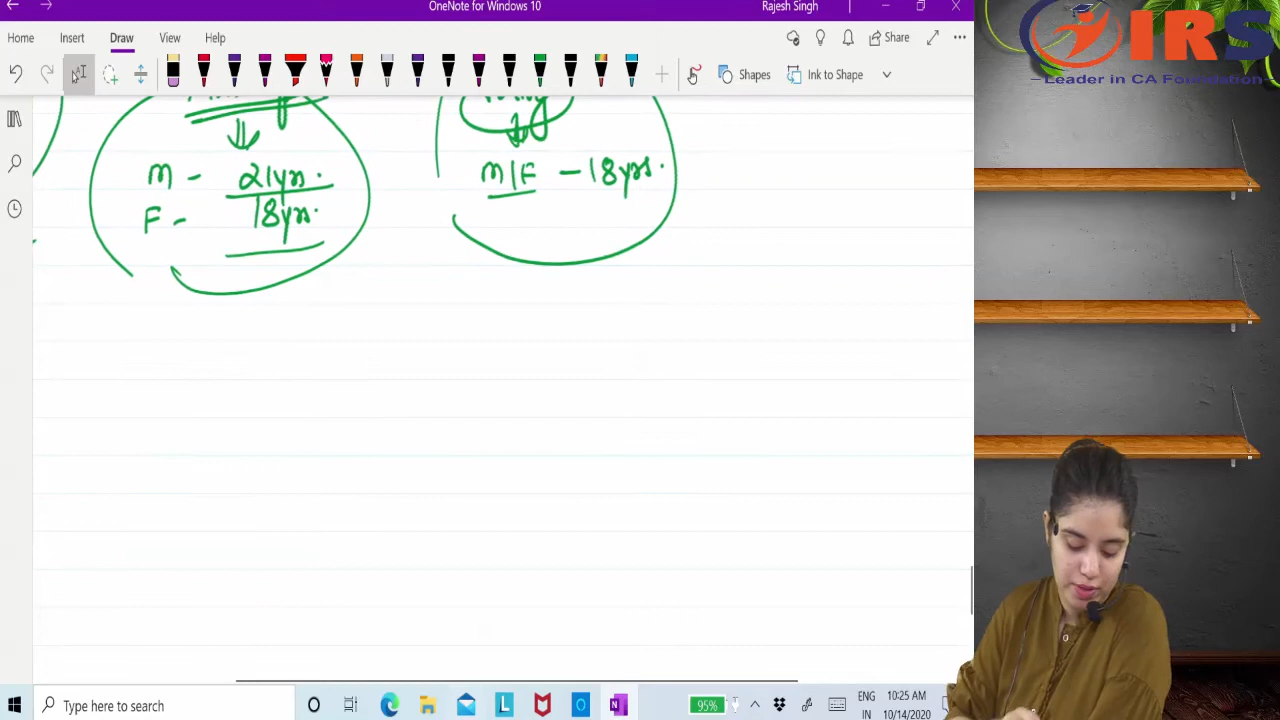 OneNote for Windows 10
Rajesh Singh
Home Insert Draw View Help
Share
Shapes
Ink to Shape
IRS
-Leader in CA Foundation-
M - 21yrs.
F - 18yrs.
M/F - 18yrs.
Type here to search
95%
ENG
IN
10:25 AM
10/14/2020